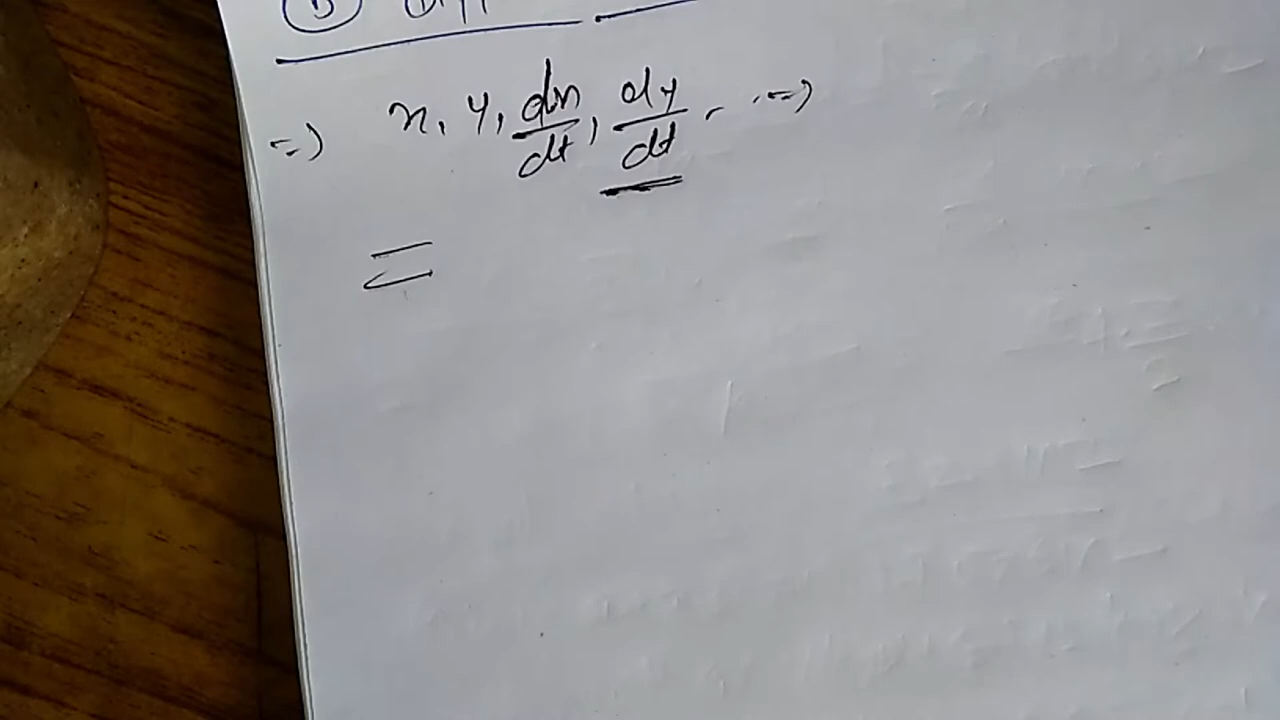 => x, y, dx/dt, dy/dt, - . . =>
=